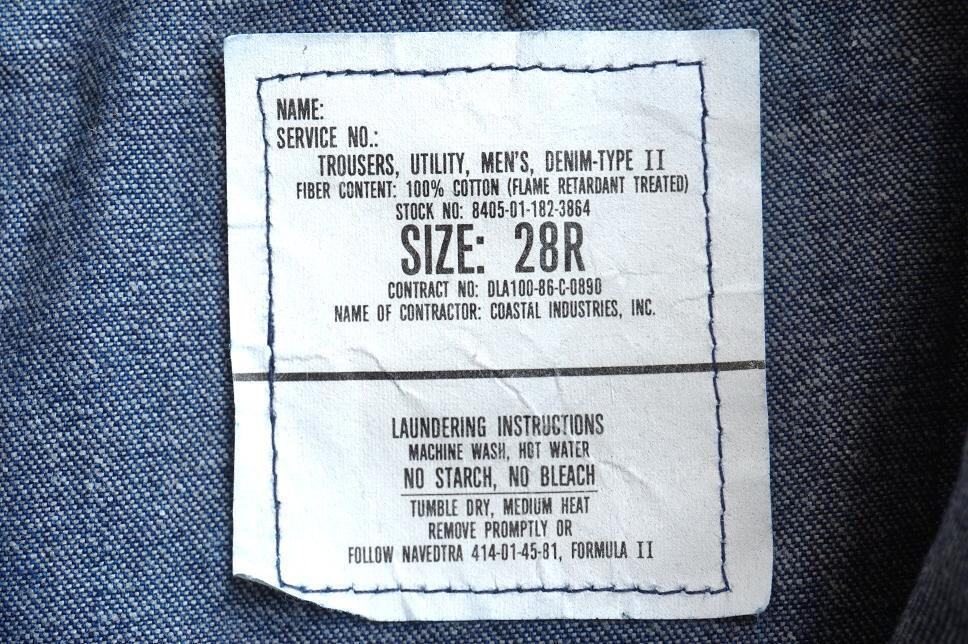 NAME:
SERVICE NO.:
TROUSERS, UTILITY, MEN'S, DENIM-TYPE II
FIBER CONTENT: 100% COTTON (FLAME RETARDANT TREATED)
STOCK NO: 8405-01-182-3864
SIZE: 28R
CONTRACT NO: DLA100-86-C-0890
NAME OF CONTRACTOR: COASTAL INDUSTRIES, INC.
LAUNDERING INSTRUCTIONS
MACHINE WASH, HOT WATER
NO STARCH, NO BLEACH
TUMBLE DRY, MEDIUM HEAT
REMOVE PROMPTLY OR
FOLLOW NAVEDTRA 414-01-45-81, FORMULA II